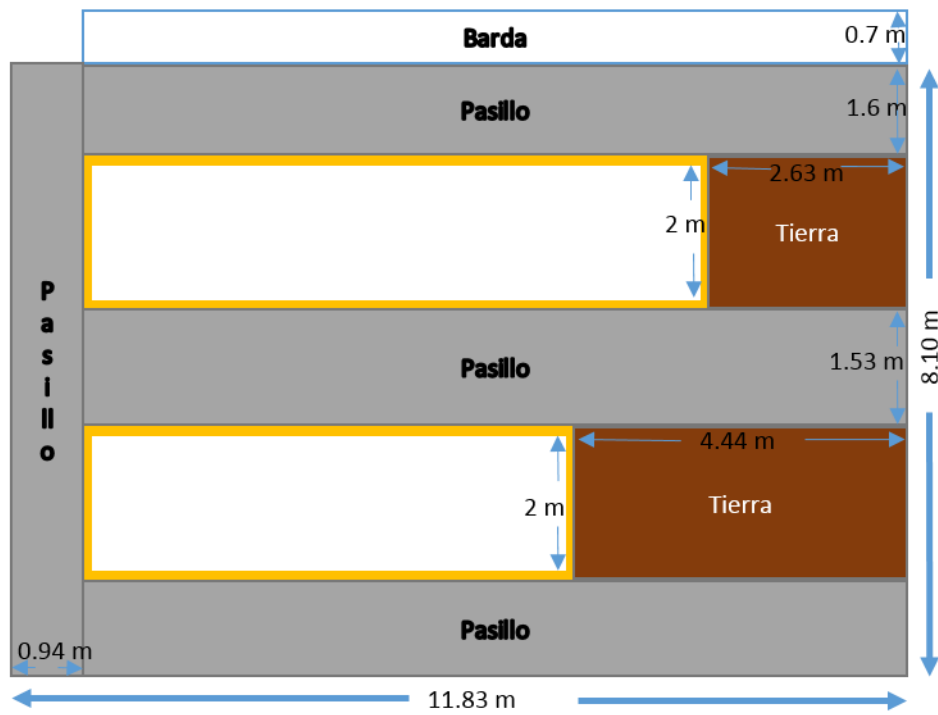 Barda
0.7 m
Pasillo
1.6 m
2.63 m
2 m
Tierra
Pasillo
Pasillo
1.53 m
8.10 m
4.44 m
2 m
Tierra
Pasillo
0.94 m
11.83 m